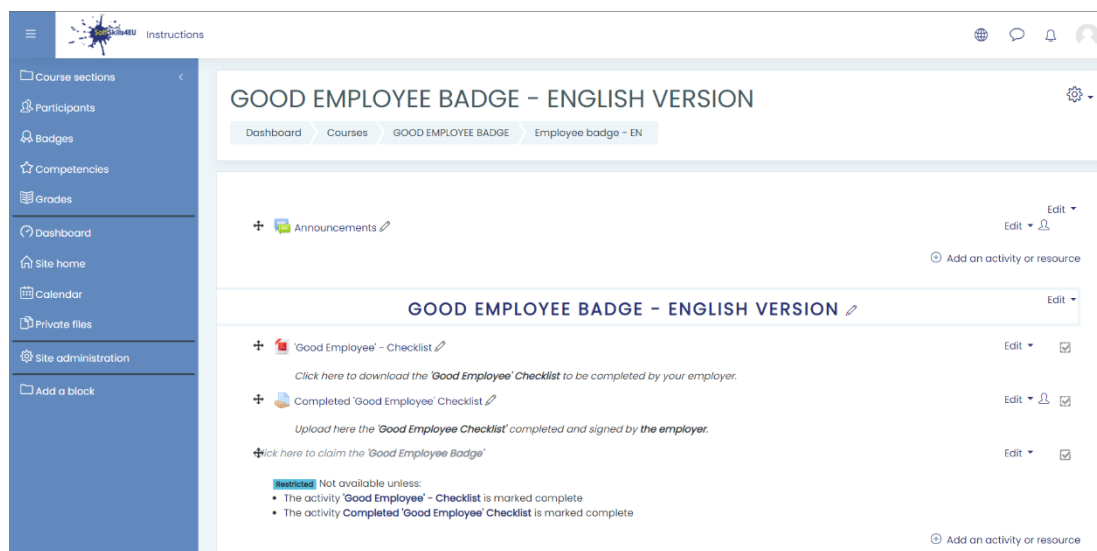 SoftSkills4EU
Instructions
Course sections
Participants
Badges
Competencies
Grades
Dashboard
Site home
Calendar
Private files
Site administration
Add a block
GOOD EMPLOYEE BADGE - ENGLISH VERSION
Dashboard Courses GOOD EMPLOYEE BADGE Employee badge - EN
Edit
Announcements Edit
Add an activity or resource
GOOD EMPLOYEE BADGE - ENGLISH VERSION Edit
'Good Employee' - Checklist Edit
Click here to download the 'Good Employee' Checklist to be completed by your employer.
Completed 'Good Employee' Checklist Edit
Upload here the 'Good Employee Checklist' completed and signed by the employer.
ick here to claim the 'Good Employee Badge' Edit
Restricted Not available unless:
• The activity 'Good Employee' - Checklist is marked complete
• The activity Completed 'Good Employee' Checklist is marked complete
Add an activity or resource